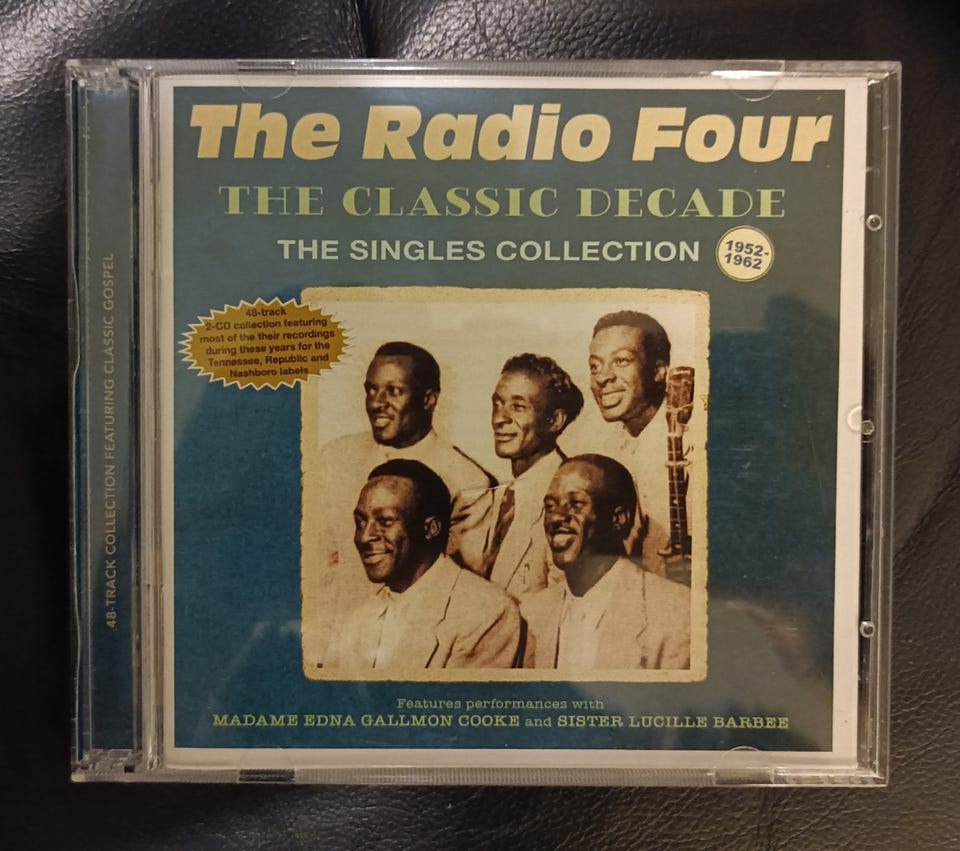 The Radio Four
THE CLASSIC DECADE
THE SINGLES COLLECTION
1952-
1962
48-track
2-CD collection featuring
most of the their recordings
during these years for the
Tennessee, Republic and
Nashboro labels
Features performances with
MADAME EDNA GALLMON COOKE and SISTER LUCILLE BARBEE
48-TRACK COLLECTION FEATURING CLASSIC GOSPEL